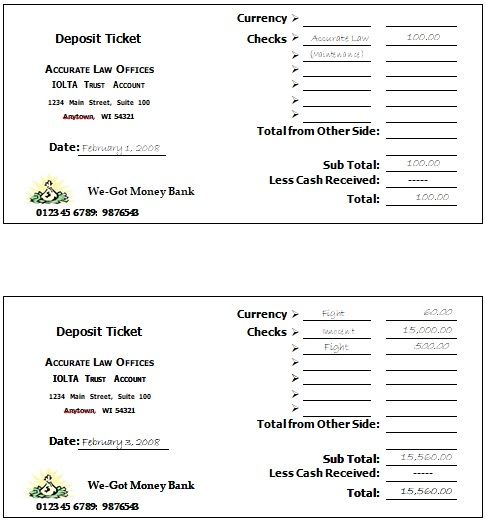 Currency ➢
Deposit Ticket
Checks ➢ Accurate Law 100.00
➢ (Maintenance)
ACCURATE LAW OFFICES ➢
IOLTA TRUST ACCOUNT ➢
1234 Main Street, Suite 100 ➢
Anytown, WI 54321 ➢
Total from Other Side:
Date: February 1, 2008
Sub Total: 100.00
Less Cash Received: -----
We-Got Money Bank
Total: 100.00
012345 6789: 9876543
Currency ➢ Fight 60.00
Deposit Ticket
Checks ➢ Innocent 15,000.00
➢ Fight 500.00
ACCURATE LAW OFFICES ➢
IOLTA TRUST ACCOUNT ➢
1234 Main Street, Suite 100 ➢
Anytown, WI 54321 ➢
Total from Other Side:
Date: February 3, 2008
Sub Total: 15,560.00
Less Cash Received: -----
We-Got Money Bank
Total: 15,560.00
012345 6789: 9876543